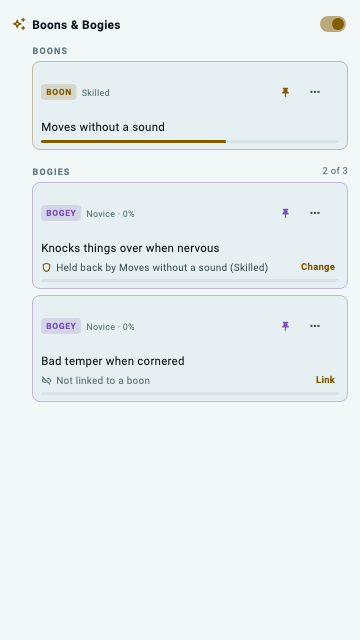 Boons & Bogies
BOONS
BOON Skilled
Moves without a sound
BOGIES 2 of 3
BOGEY Novice · 0%
Knocks things over when nervous
Held back by Moves without a sound (Skilled) Change
BOGEY Novice · 0%
Bad temper when cornered
Not linked to a boon Link